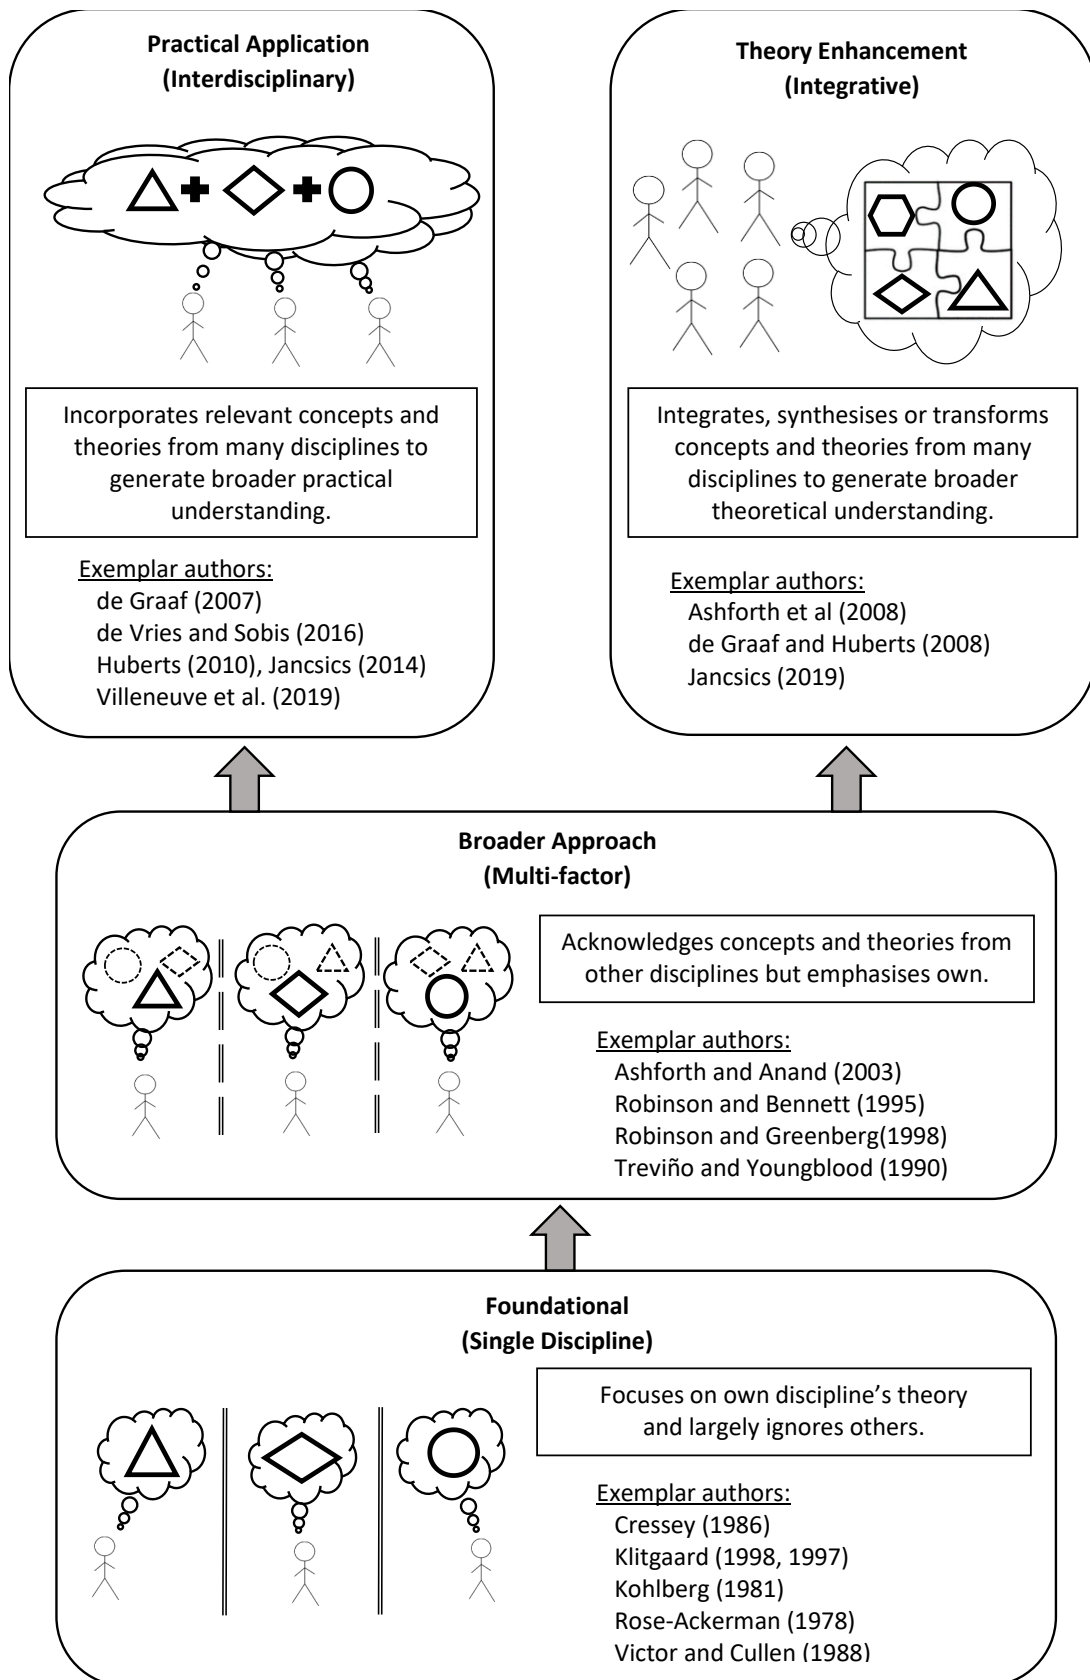 Practical Application
(Interdisciplinary)
Incorporates relevant concepts and
theories from many disciplines to
generate broader practical
understanding.
Exemplar authors:
de Graaf (2007)
de Vries and Sobis (2016)
Huberts (2010), Jancsics (2014)
Villeneuve et al. (2019)
Theory Enhancement
(Integrative)
Integrates, synthesises or transforms
concepts and theories from many
disciplines to generate broader
theoretical understanding.
Exemplar authors:
Ashforth et al (2008)
de Graaf and Huberts (2008)
Jancsics (2019)
Broader Approach
(Multi-factor)
Acknowledges concepts and theories from
other disciplines but emphasises own.
Exemplar authors:
Ashforth and Anand (2003)
Robinson and Bennett (1995)
Robinson and Greenberg(1998)
Treviño and Youngblood (1990)
Foundational
(Single Discipline)
Focuses on own discipline’s theory
and largely ignores others.
Exemplar authors:
Cressey (1986)
Klitgaard (1998, 1997)
Kohlberg (1981)
Rose-Ackerman (1978)
Victor and Cullen (1988)